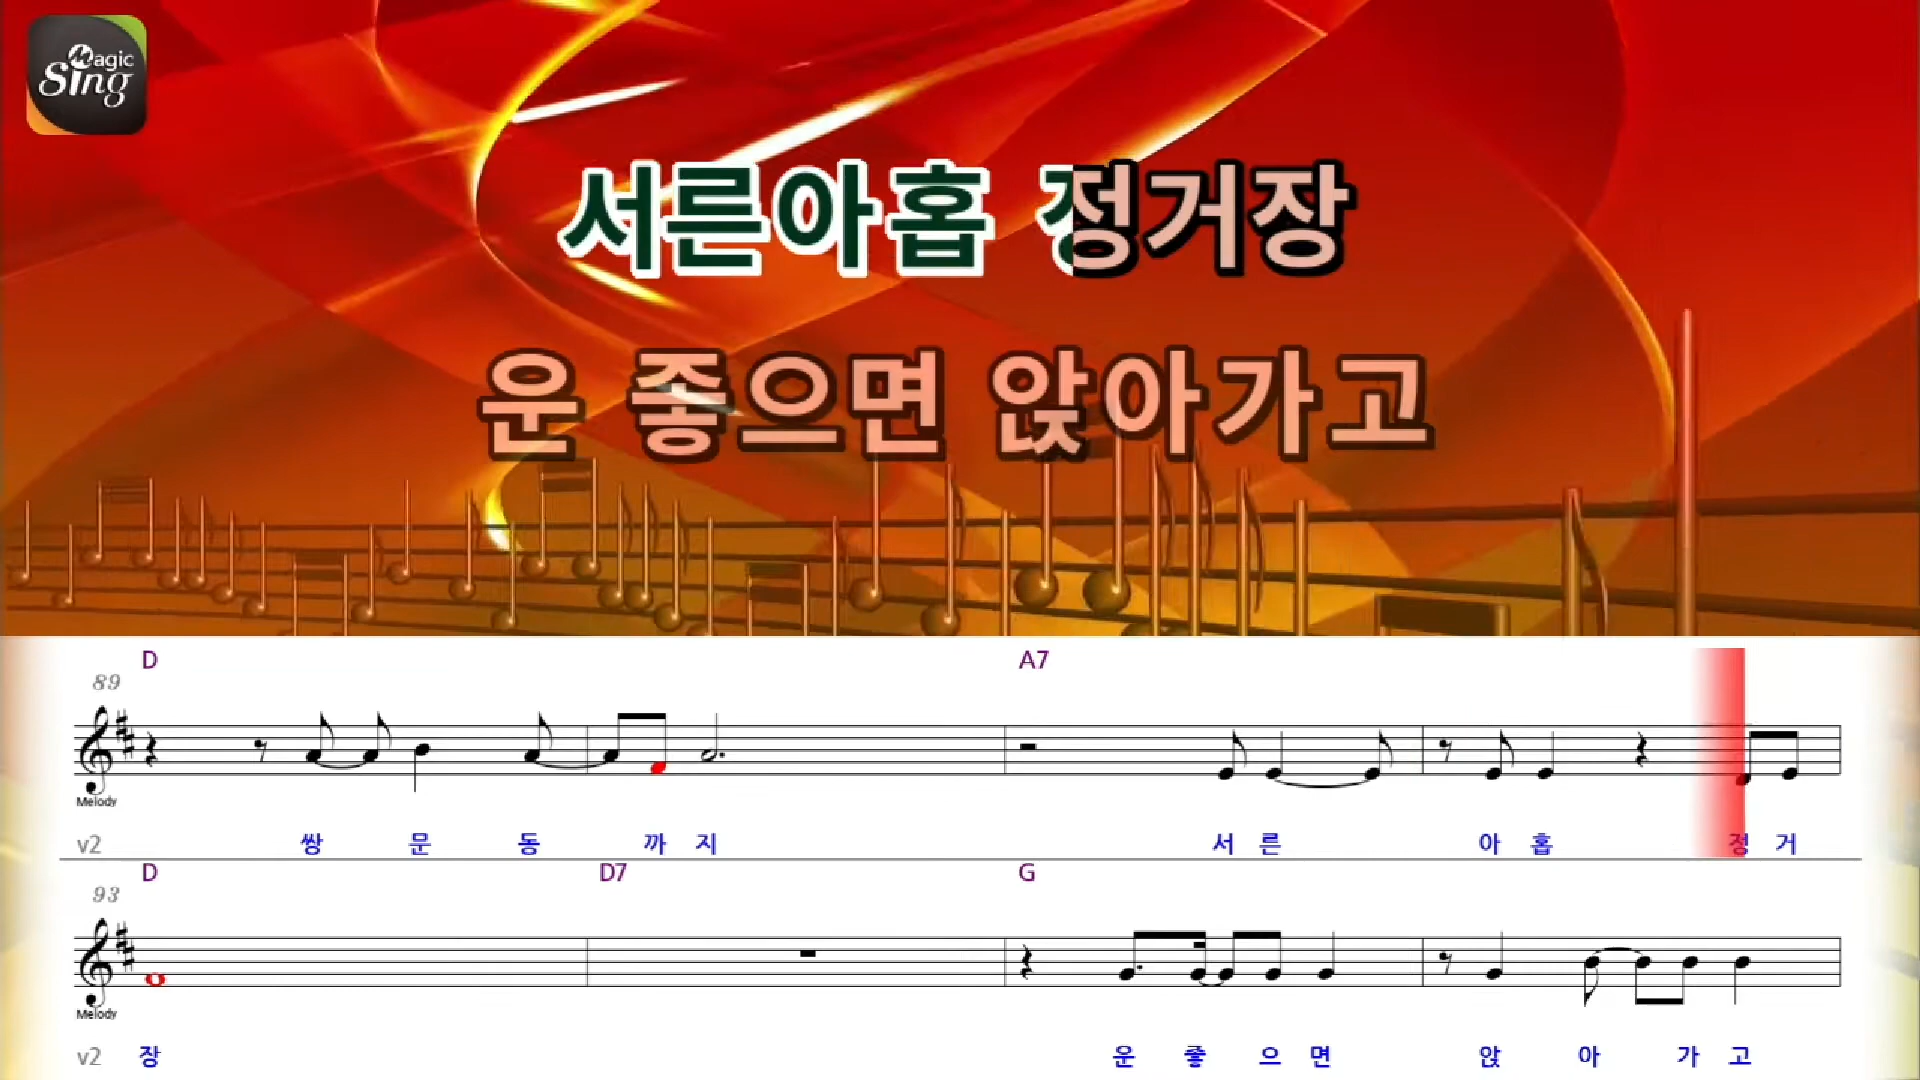 Magic
Sing
서른아홉 정거장
운 좋으면 앉아가고
D A7
89
Melody
v2 쌍 문 동 까 지 서 른 아 홉 정 거
D D7 G
93
Melody
v2 장 운 좋 으 면 앉 아 가 고